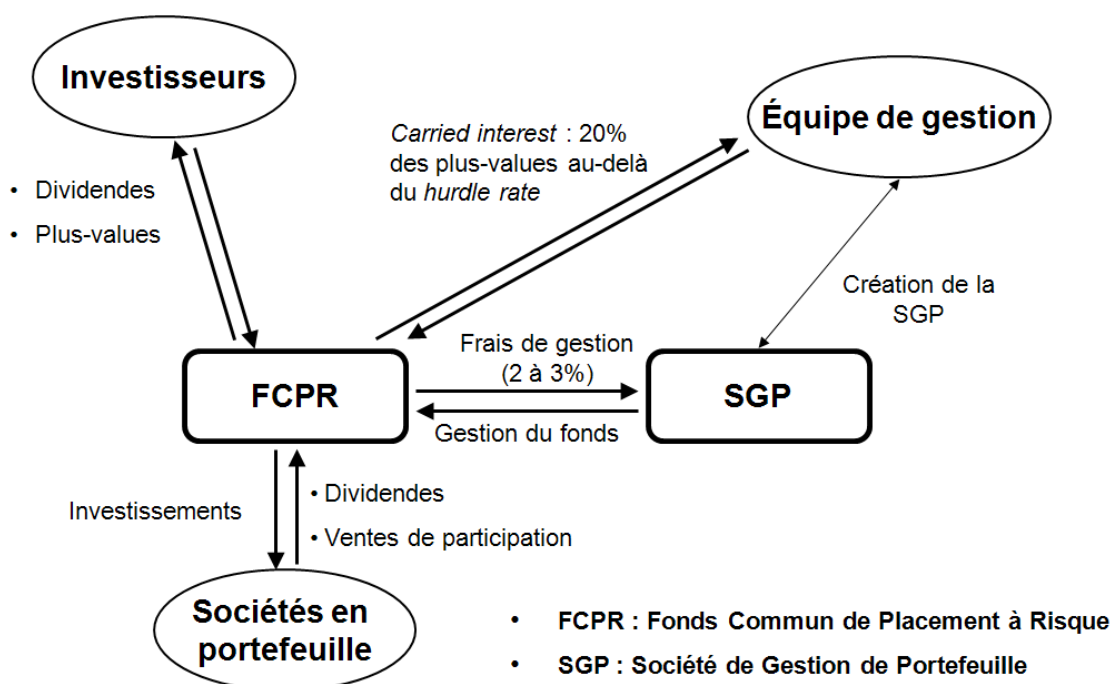 Investisseurs
Équipe de gestion
Carried interest : 20%
des plus-values au-delà
du hurdle rate
• Dividendes
• Plus-values
Création de la
SGP
Frais de gestion
(2 à 3%)
FCPR
SGP
Gestion du fonds
Investissements
• Dividendes
• Ventes de participation
Sociétés en
portefeuille
• FCPR : Fonds Commun de Placement à Risque
• SGP : Société de Gestion de Portefeuille